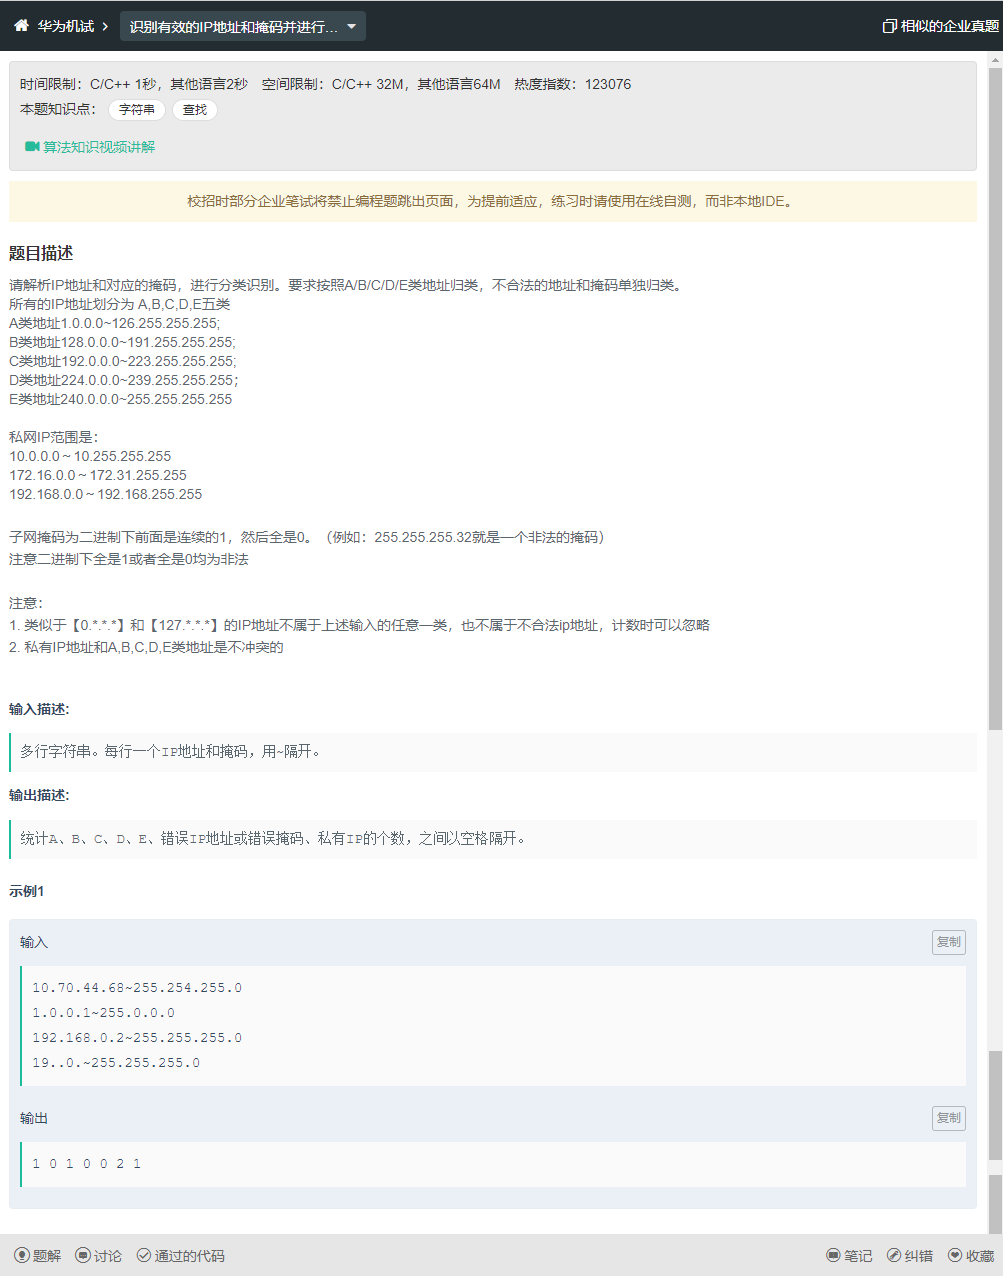 华为机试 > 识别有效的IP地址和掩码并进行... 相似的企业真题
时间限制：C/C++ 1秒，其他语言2秒 空间限制：C/C++ 32M，其他语言64M 热度指数：123076
本题知识点： 字符串 查找
算法知识视频讲解
校招时部分企业笔试将禁止编程题跳出页面，为提前适应，练习时请使用在线自测，而非本地IDE。
题目描述
请解析IP地址和对应的掩码，进行分类识别。要求按照A/B/C/D/E类地址归类，不合法的地址和掩码单独归类。
所有的IP地址划分为 A,B,C,D,E五类
A类地址1.0.0.0~126.255.255.255;
B类地址128.0.0.0~191.255.255.255;
C类地址192.0.0.0~223.255.255.255;
D类地址224.0.0.0~239.255.255.255；
E类地址240.0.0.0~255.255.255.255
私网IP范围是：
10.0.0.0～10.255.255.255
172.16.0.0～172.31.255.255
192.168.0.0～192.168.255.255
子网掩码为二进制下前面是连续的1，然后全是0。（例如：255.255.255.32就是一个非法的掩码）
注意二进制下全是1或者全是0均为非法
注意：
1. 类似于【0.*.*.*】和【127.*.*.*】的IP地址不属于上述输入的任意一类，也不属于不合法ip地址，计数时可以忽略
2. 私有IP地址和A,B,C,D,E类地址是不冲突的
输入描述:
多行字符串。每行一个IP地址和掩码，用~隔开。
输出描述:
统计A、B、C、D、E、错误IP地址或错误掩码、私有IP的个数，之间以空格隔开。
示例1
输入 复制
10.70.44.68~255.254.255.0
1.0.0.1~255.0.0.0
192.168.0.2~255.255.255.0
19..0.~255.255.255.0
输出 复制
1 0 1 0 0 2 1
题解 讨论 通过的代码 笔记 纠错 收藏